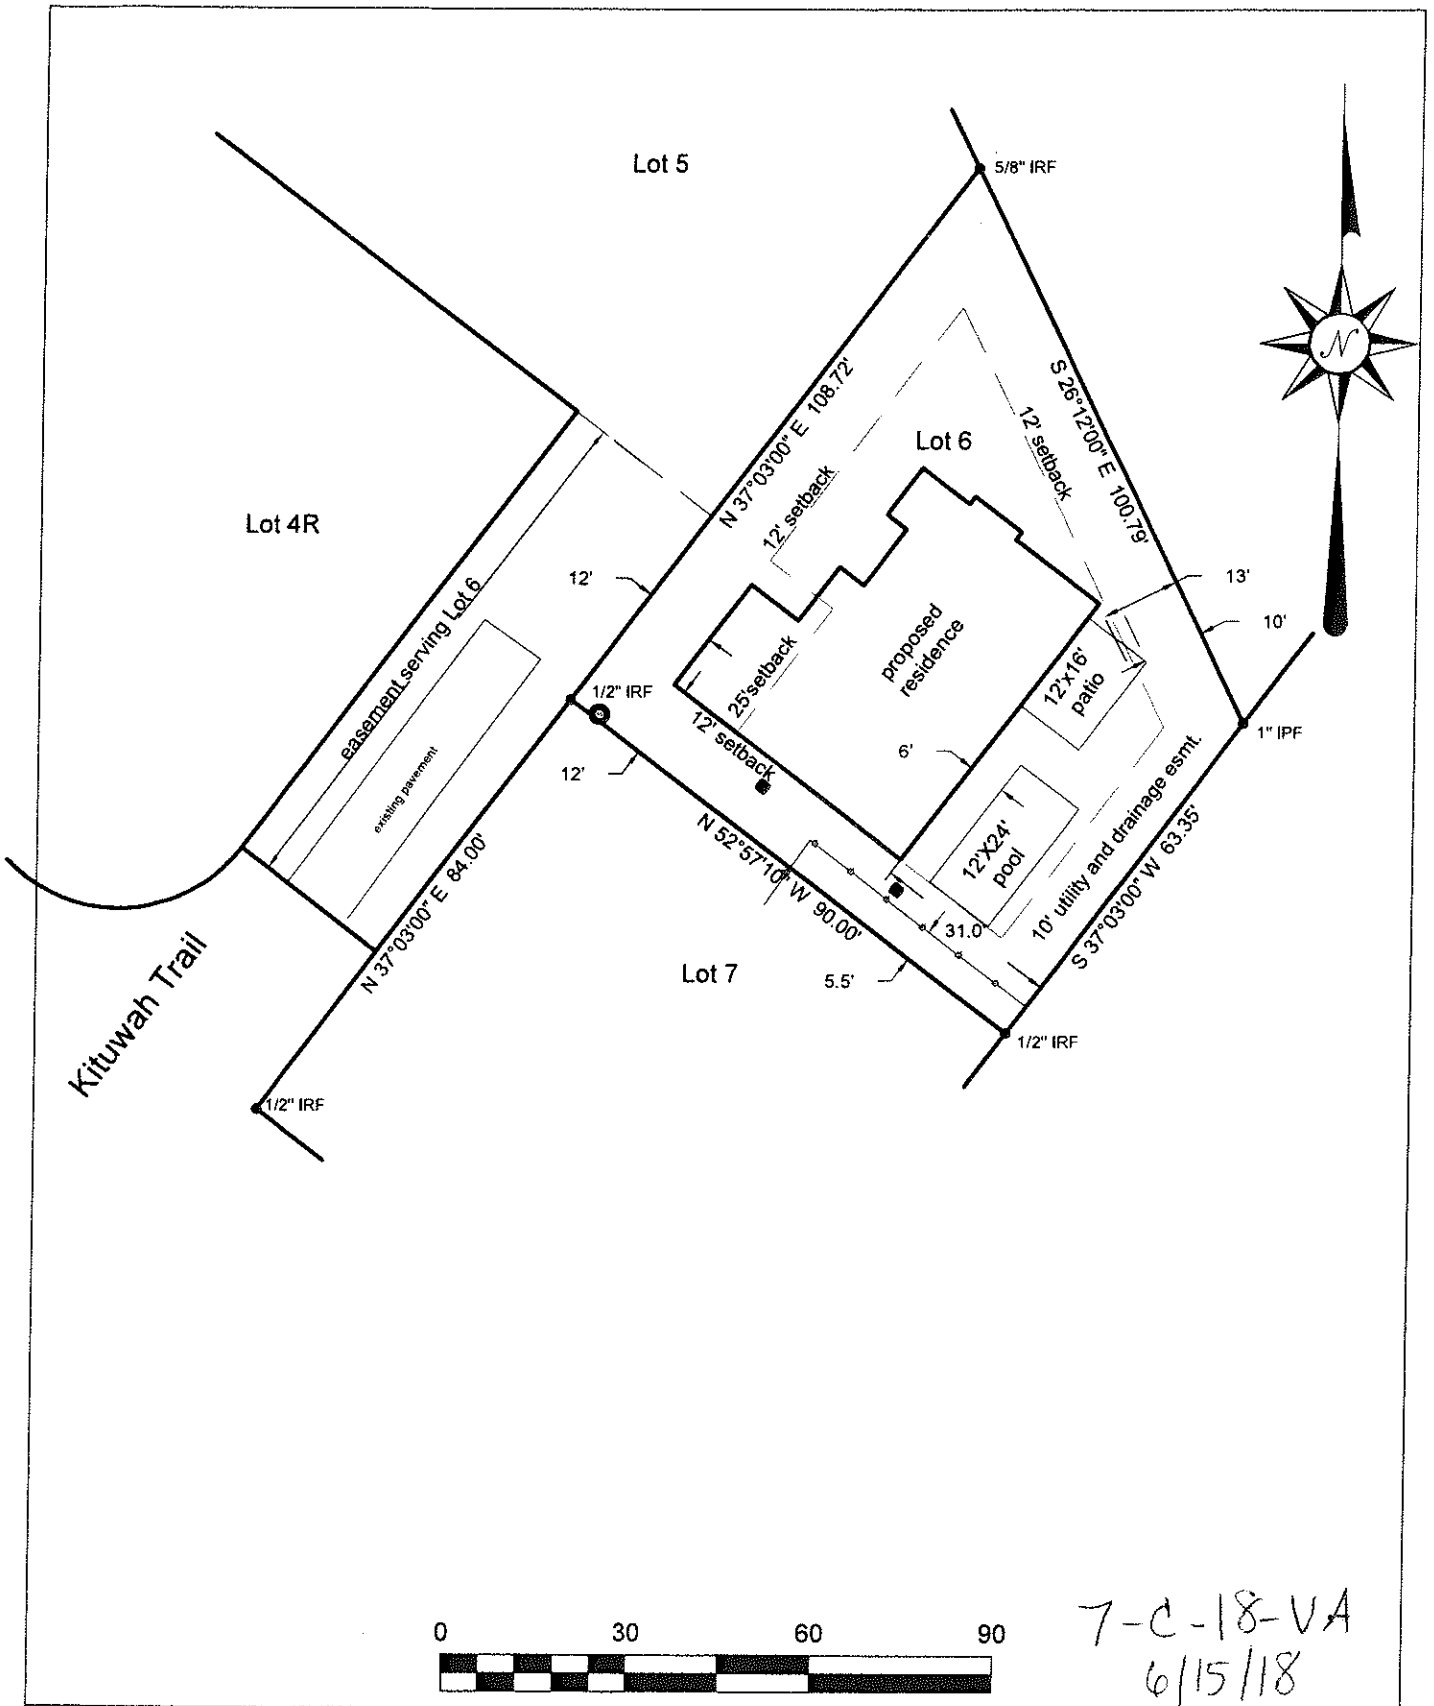 Lot 5
5/8" IRF
N
S 26°12'00" E 100.79'
12' setback
N 37°03'00" E 108.72'
12' setback
Lot 6
Lot 4R
easement serving Lot 6
12'
13'
10'
proposed
residence
12'x16'
patio
existing pavement
1/2" IRF
25'setback
12' setback
12'
6'
1" IPF
10' utility and drainage esmt.
12'X24'
pool
N 52°57'10" W 90.00'
S 37°03'00" W 63.35'
N 37°03'00" E 84.00'
31.0'
5.5'
Lot 7
Kituwah Trail
1/2" IRF
1/2" IRF
0 30 60 90
7-C-18-VA
6/15/18